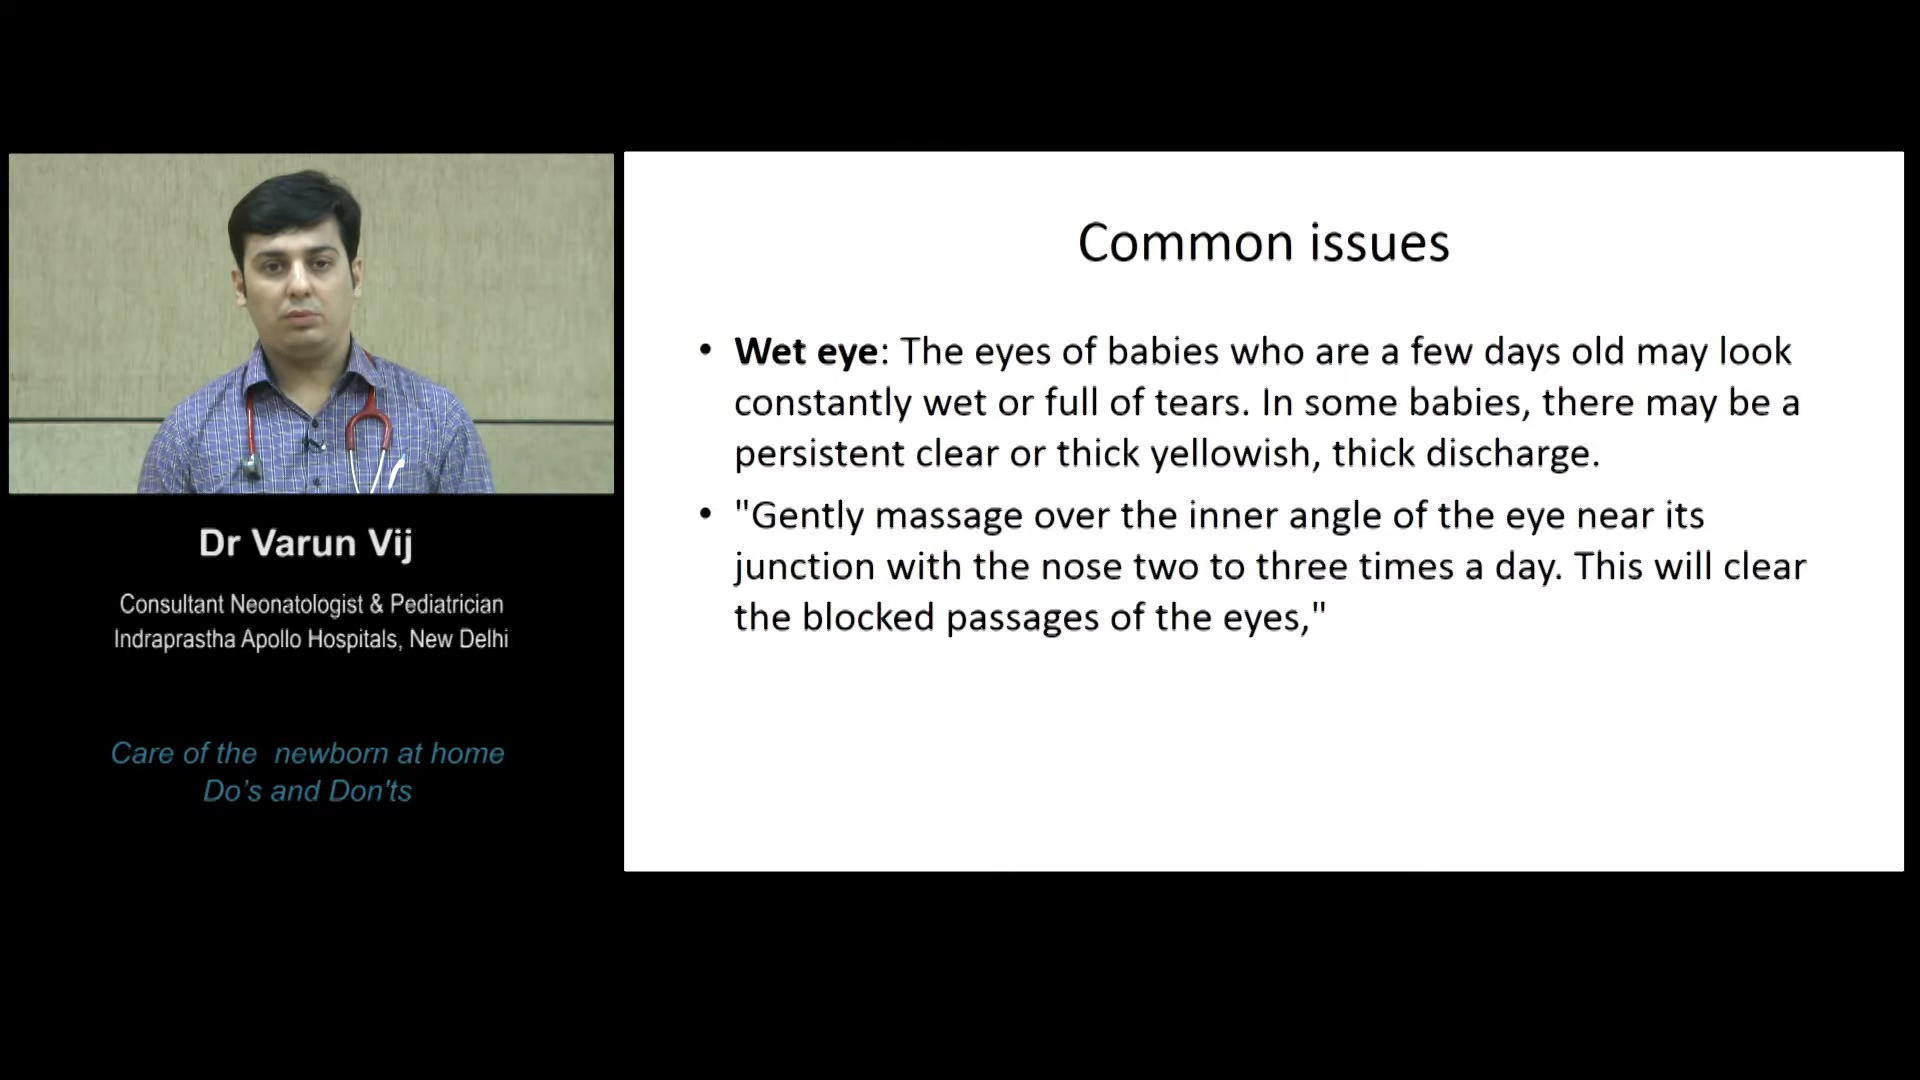 Dr Varun Vij
Consultant Neonatologist & Pediatrician
Indraprastha Apollo Hospitals, New Delhi
Care of the newborn at home
Do's and Don'ts
Common issues
• Wet eye: The eyes of babies who are a few days old may look
constantly wet or full of tears. In some babies, there may be a
persistent clear or thick yellowish, thick discharge.
• "Gently massage over the inner angle of the eye near its
junction with the nose two to three times a day. This will clear
the blocked passages of the eyes,"